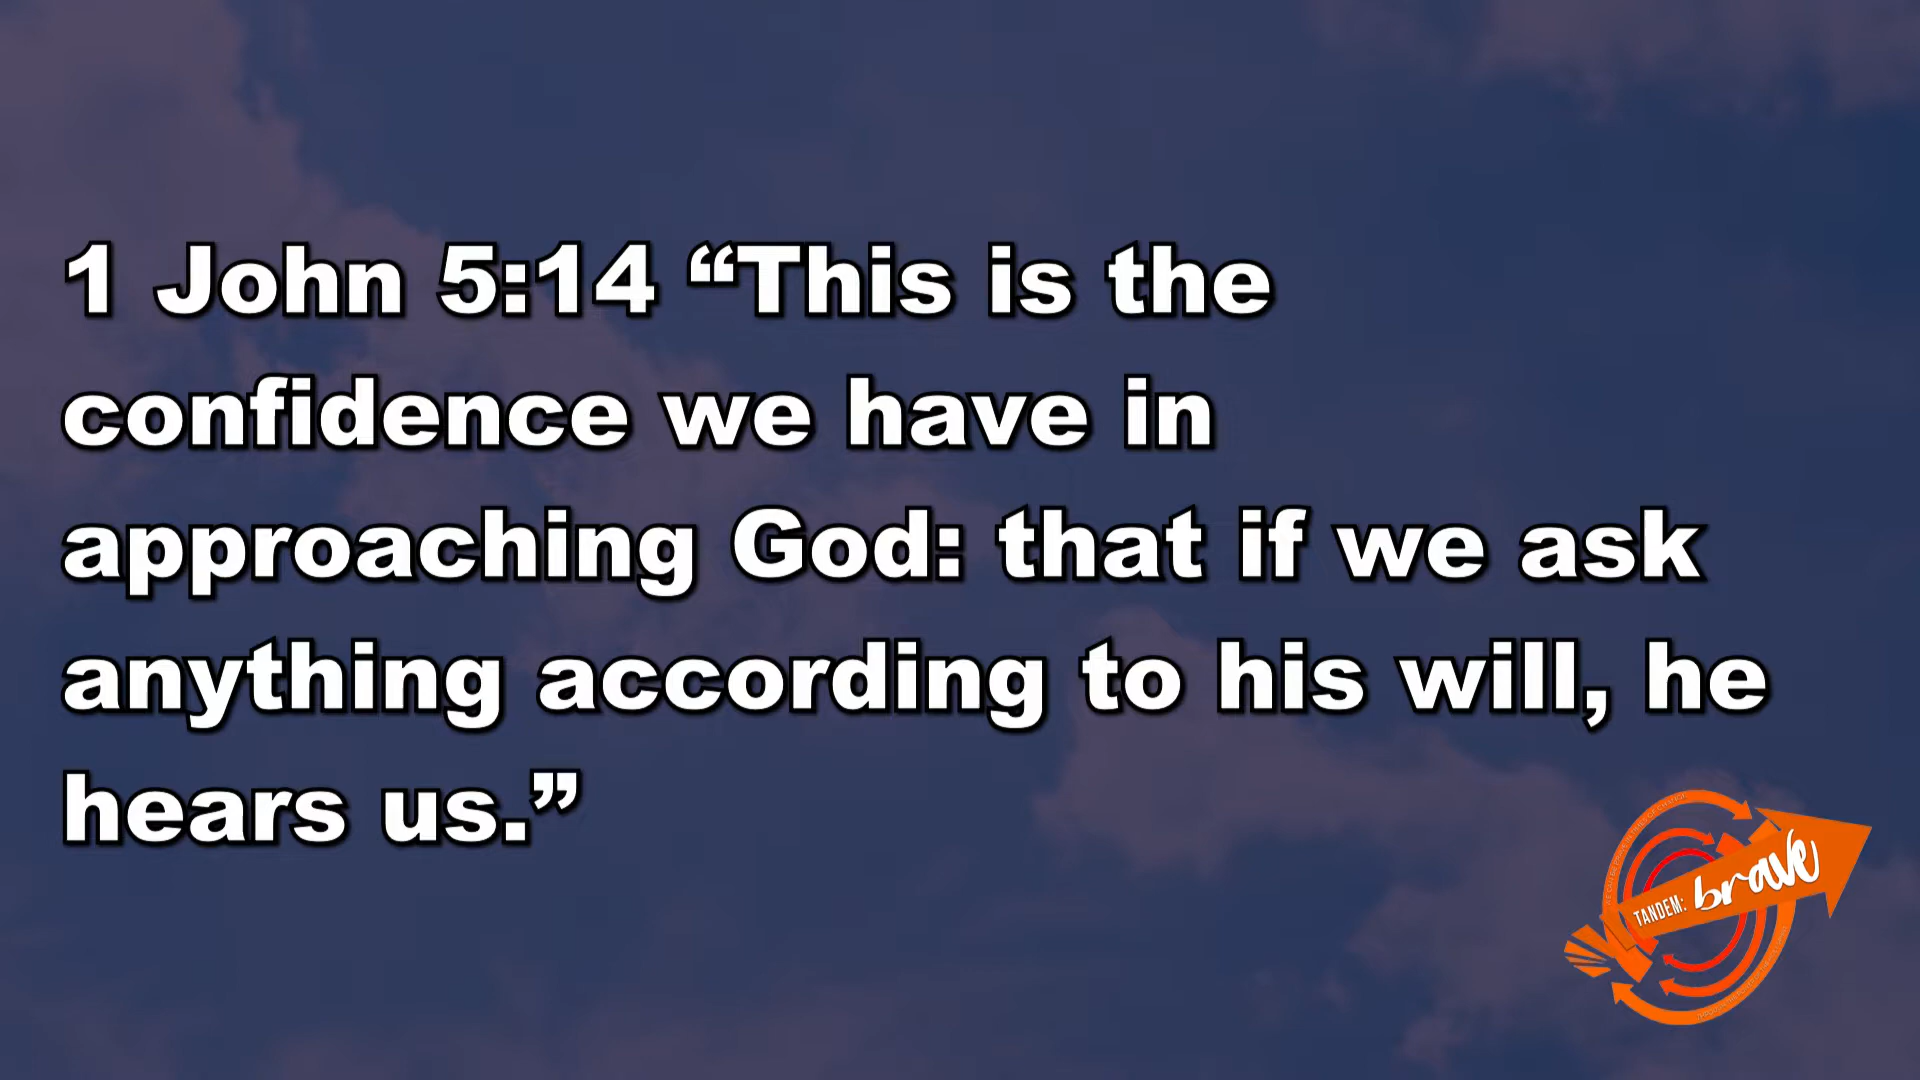 1 John 5:14 “This is the
confidence we have in
approaching God: that if we ask
anything according to his will, he
hears us.”
TANDEM: brave